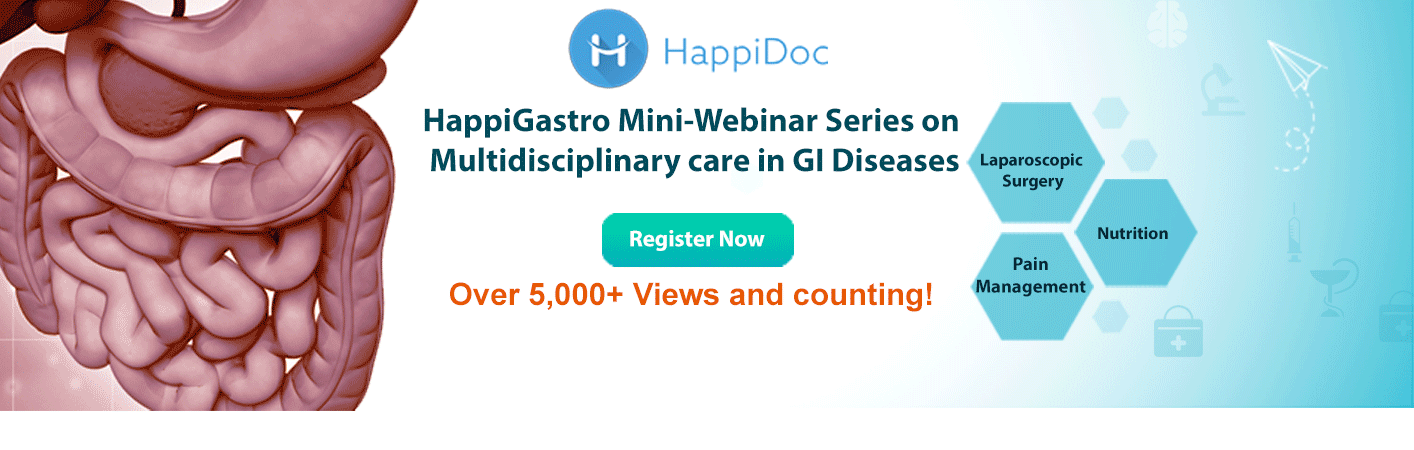 HappiDoc
HappiGastro Mini-Webinar Series on
Multidisciplinary care in GI Diseases
Register Now
Over 5,000+ Views and counting!
Laparoscopic
Surgery
Nutrition
Pain
Management